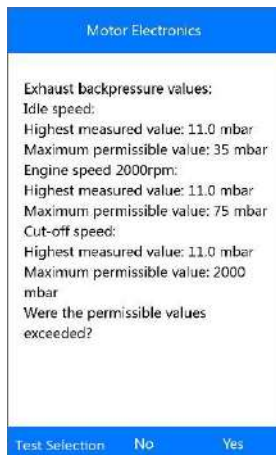 Motor Electronics
Exhaust backpressure values:
Idle speed:
Highest measured value: 11.0 mbar
Maximum permissible value: 35 mbar
Engine speed 2000rpm:
Highest measured value: 11.0 mbar
Maximum permissible value: 75 mbar
Cut-off speed:
Highest measured value: 11.0 mbar
Maximum permissible value: 2000
mbar
Were the permissible values
exceeded?
Test Selection No Yes